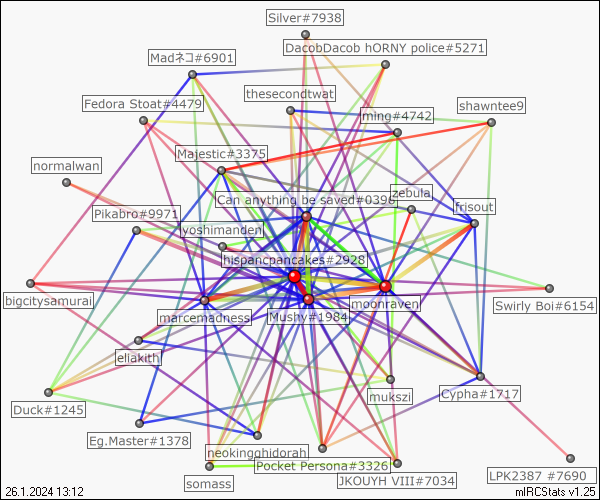 Silver#7938
DacobDacob hORNY police#5271
Madネコ#6901
thesecondtwat
Fedora Stoat#4479
shawntee9
ming#4742
Majestic#3375
normalwan
Can anything be saved#0396
zebula
frisout
Pikabro#9971
yoshimandenj
hispancpancakes#2928
bigcitysamurai
marcemadness
Mushy#1984
moonraven
Swirly Boi#6154
eliakith
mukszi
Cypha#1717
Duck#1245
Eg.Master#1378
neokingghidorah
Pocket Persona#3326
somass
JKOUYH VIII#7034
LPK2387 #7690
26.1.2024 13:12
mIRCStats v1.25